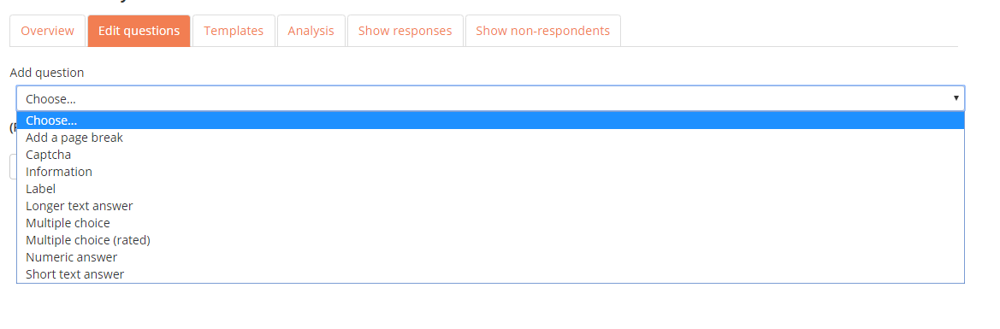 Overview Edit questions Templates Analysis Show responses Show non-respondents
Add question
Choose...
Choose...
Add a page break
Captcha
Information
Label
Longer text answer
Multiple choice
Multiple choice (rated)
Numeric answer
Short text answer